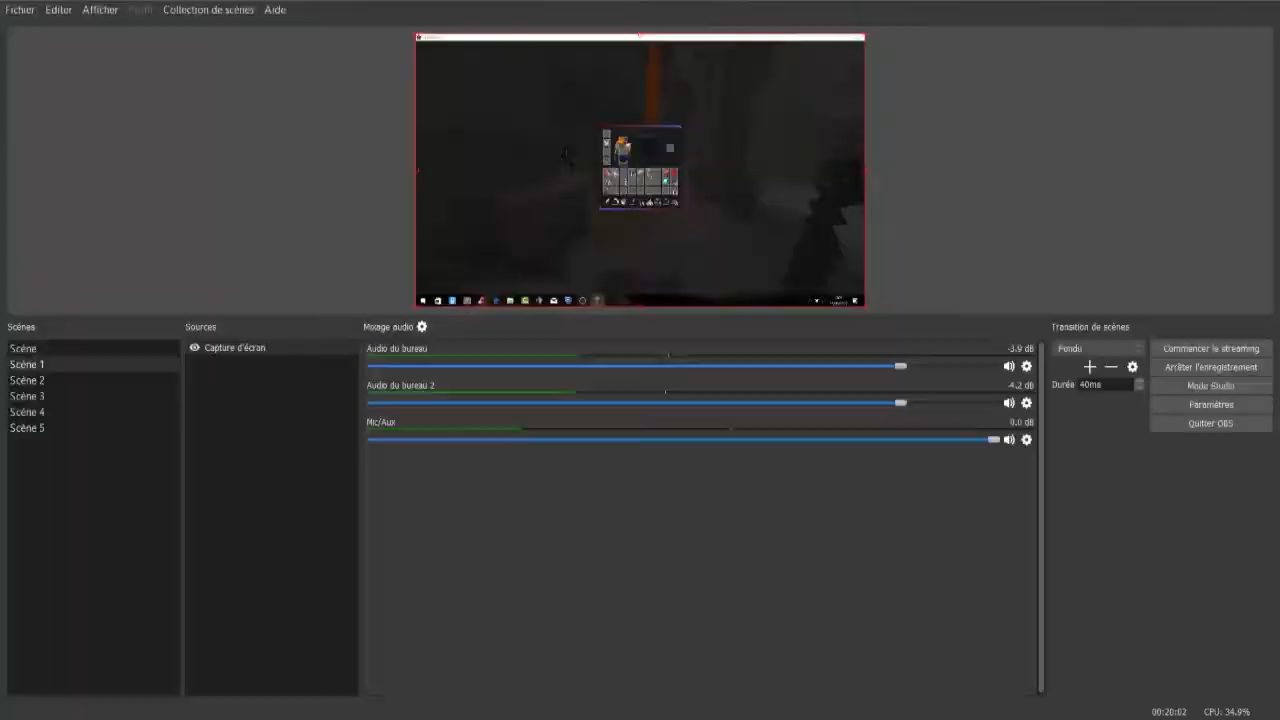 Fichier Editer Afficher Profil Collection de scènes Aide
Scènes
Scène
Scène 1
Scène 2
Scène 3
Scène 4
Scène 5
Sources
Capture d'écran
Mixage audio
Audio du bureau -3.9 dB
Audio du bureau 2 -4.2 dB
Mic/Aux 0.0 dB
Transition de scènes
Fondu
Durée 40ms
Commencer le streaming
Arrêter l'enregistrement
Mode Studio
Paramètres
Quitter OBS
00:20:02 CPU: 34.9%